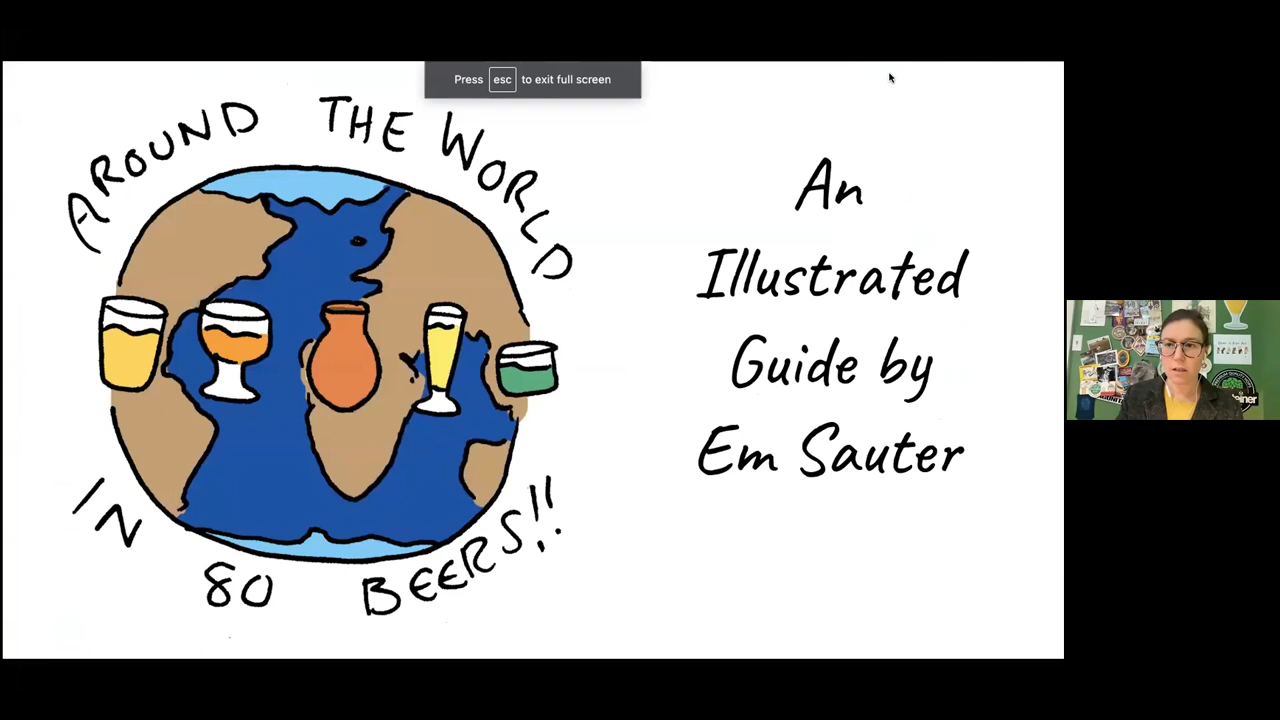 Press esc to exit full screen
AROUND THE WORLD
IN 80 BEERS!!
An
Illustrated
Guide by
Em Sauter